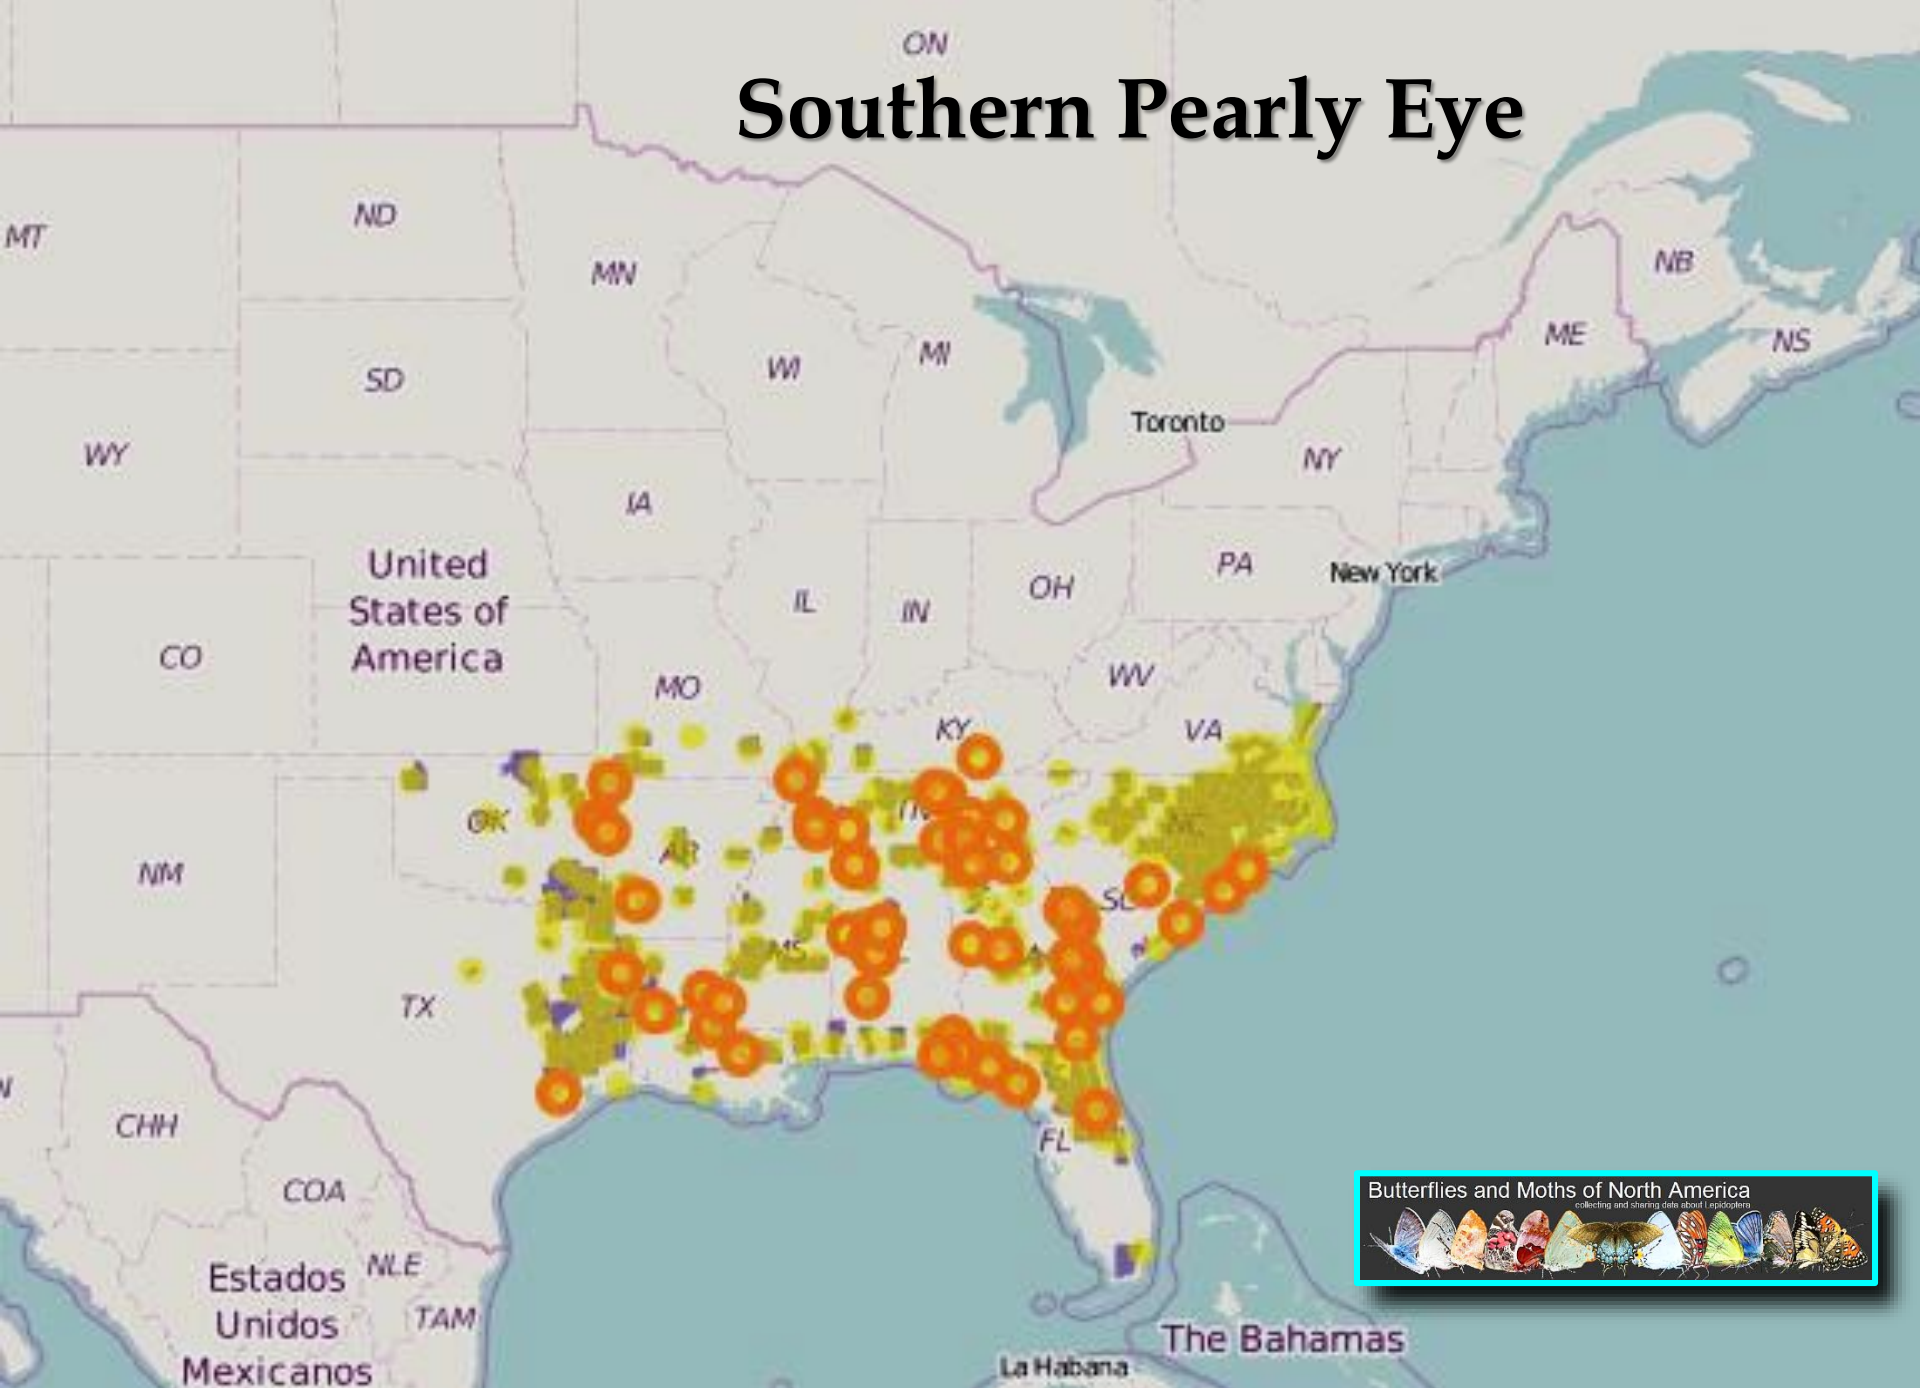 ON
Southern Pearly Eye
MT
ND
MN
NB
ME
NS
SD
WI
MI
Toronto
WY
NY
IA
United
States of
America
PA
New York
OH
IL
IN
CO
MO
WV
KY
VA
OK
TN
NC
AR
NM
SC
MS
TX
CHH
FL
COA
Butterflies and Moths of North America
collecting and sharing data about Lepidoptera
NLE
Estados
Unidos
Mexicanos
TAM
The Bahamas
La Habana